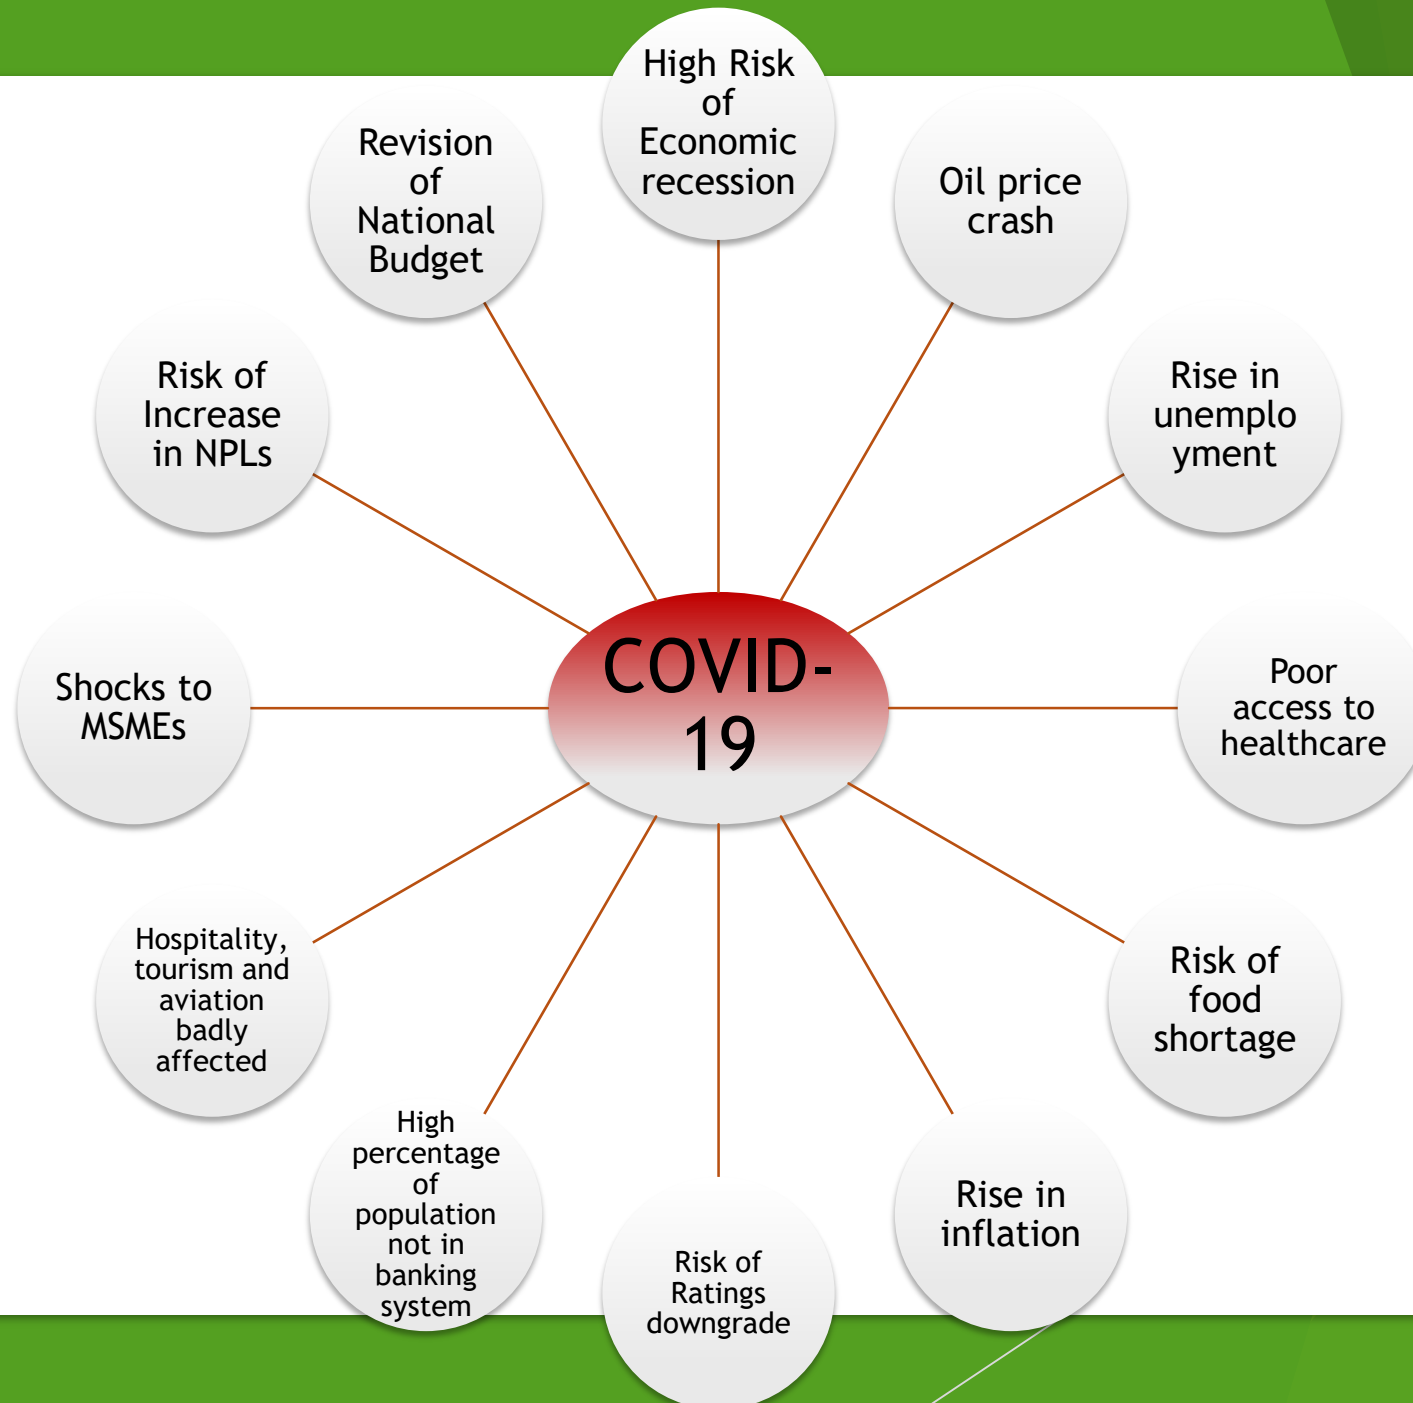 High Risk
of
Economic
recession
Oil price
crash
Rise in
unemplo
yment
Poor
access to
healthcare
Risk of
food
shortage
Rise in
inflation
Risk of
Ratings
downgrade
High
percentage
of
population
not in
banking
system
Hospitality,
tourism and
aviation
badly
affected
Shocks to
MSMEs
Risk of
Increase
in NPLs
Revision
of
National
Budget
COVID-
19